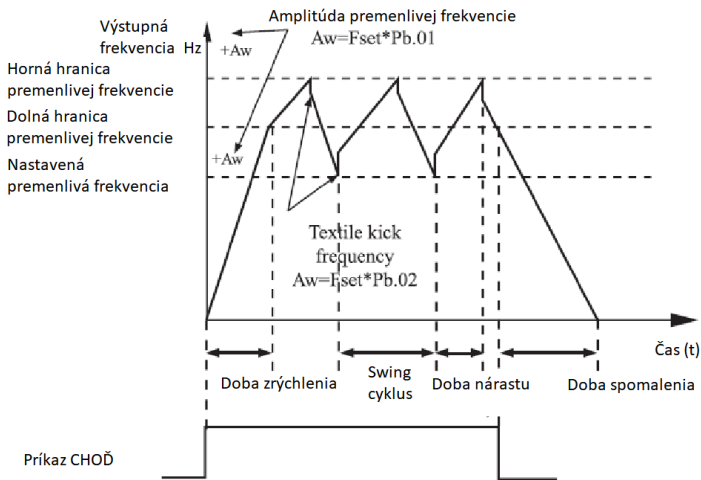 Amplitúda premenlivej frekvencie
Výstupná
frekvencia Hz
+Aw
Aw=Fset*Pb.01
Horná hranica
premenlivej frekvencie
Dolná hranica
premenlivej frekvencie
+Aw
Nastavená
premenlivá frekvencia
Textile kick
frequency
Aw=Fset*Pb.02
Čas (t)
Doba zrýchlenia
Swing
cyklus
Doba nárastu
Doba spomalenia
Príkaz CHOĎ